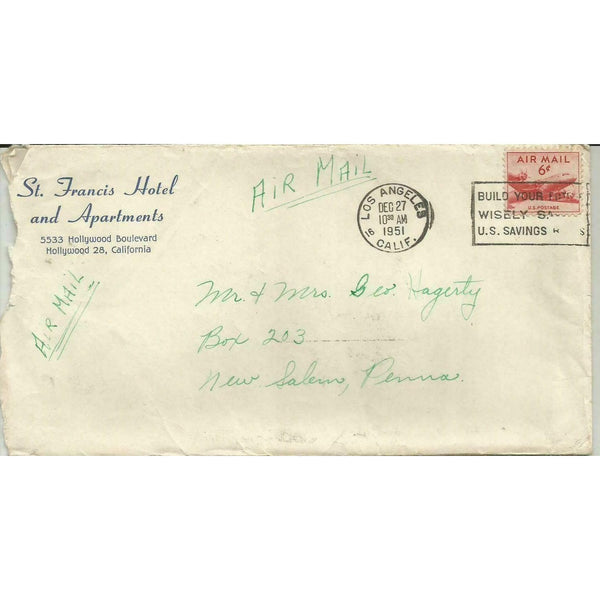 St. Francis Hotel
and Apartments
5533 Hollywood Boulevard
Hollywood 28, California
AIR MAIL
LOS ANGELES
DEC 27
10 30 AM
1951
16 CALIF.
AIR MAIL
6¢
U.S. POSTAGE
BUILD YOUR
WISELY
U.S. SAVINGS
AIR MAIL
Mr. & Mrs. Geo. Hagerty
Box 203
New Salem, Penna.